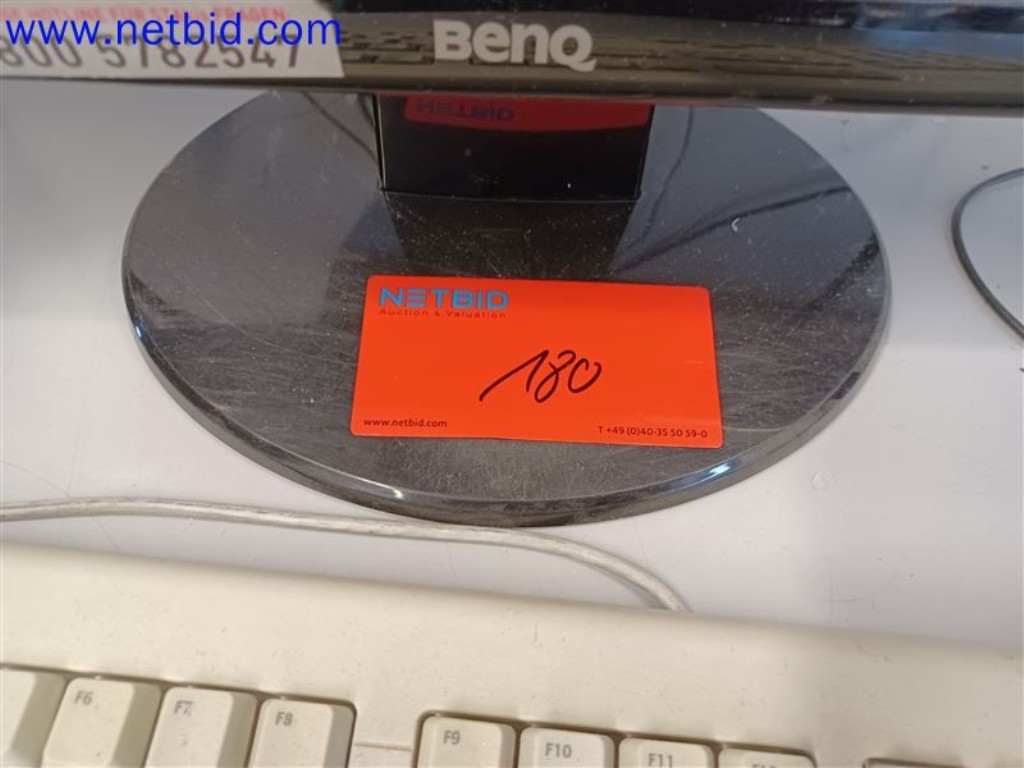 www.netbid.com
BenQ
NETBID
NETBID
Auction & Valuation
180
www.netbid.com
T +49 (0)40-35 50 59-0
F6
F7
F8
F9
F10
F11